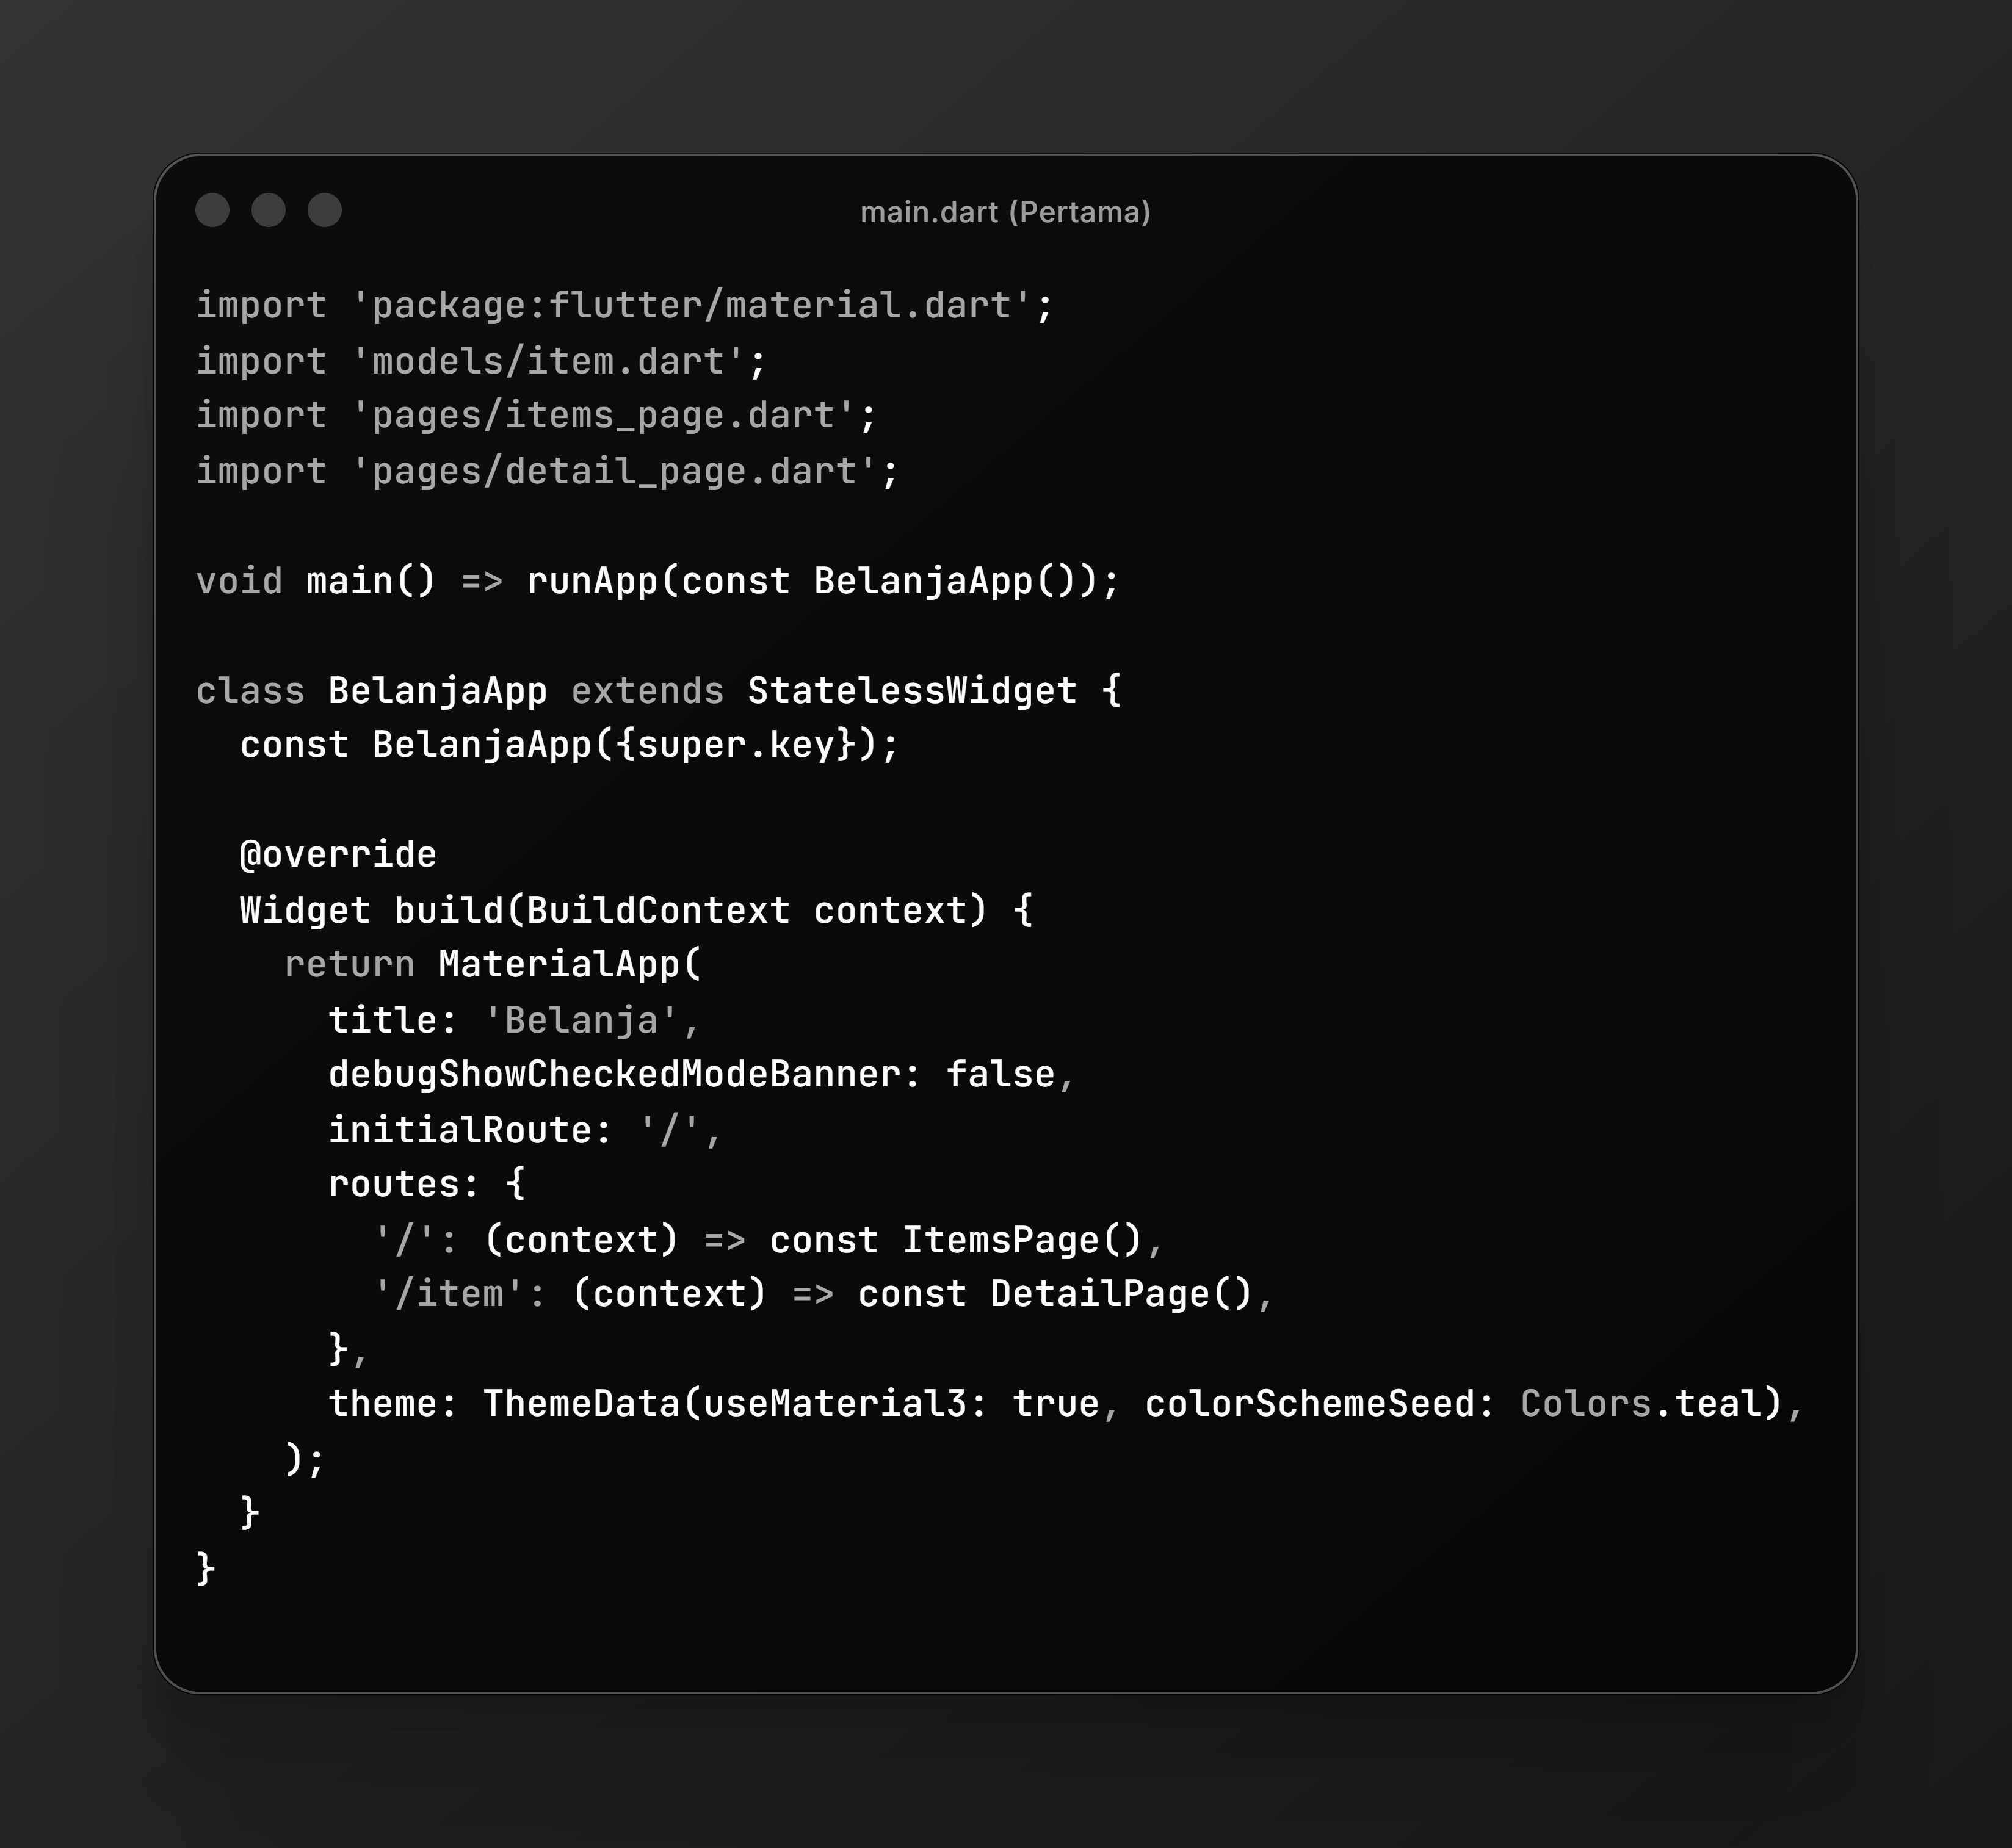 main.dart (Pertama)
import 'package:flutter/material.dart';
import 'models/item.dart';
import 'pages/items_page.dart';
import 'pages/detail_page.dart';

void main() => runApp(const BelanjaApp());

class BelanjaApp extends StatelessWidget {
  const BelanjaApp({super.key});

  @override
  Widget build(BuildContext context) {
    return MaterialApp(
      title: 'Belanja',
      debugShowCheckedModeBanner: false,
      initialRoute: '/',
      routes: {
        '/': (context) => const ItemsPage(),
        '/item': (context) => const DetailPage(),
      },
      theme: ThemeData(useMaterial3: true, colorSchemeSeed: Colors.teal),
    );
  }
}